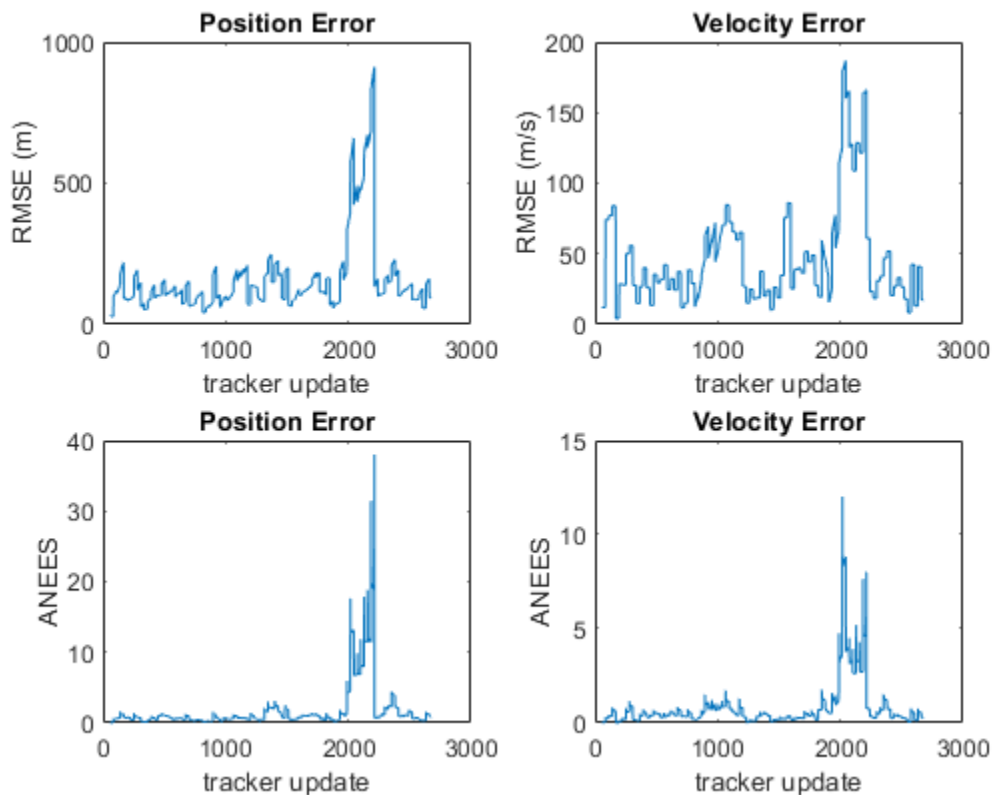 Position Error
Velocity Error
1000
500
0
RMSE (m)
0
1000
2000
3000
tracker update
200
150
100
50
0
RMSE (m/s)
0
1000
2000
3000
tracker update
Position Error
Velocity Error
40
30
20
10
0
ANEES
0
1000
2000
3000
tracker update
15
10
5
0
ANEES
0
1000
2000
3000
tracker update